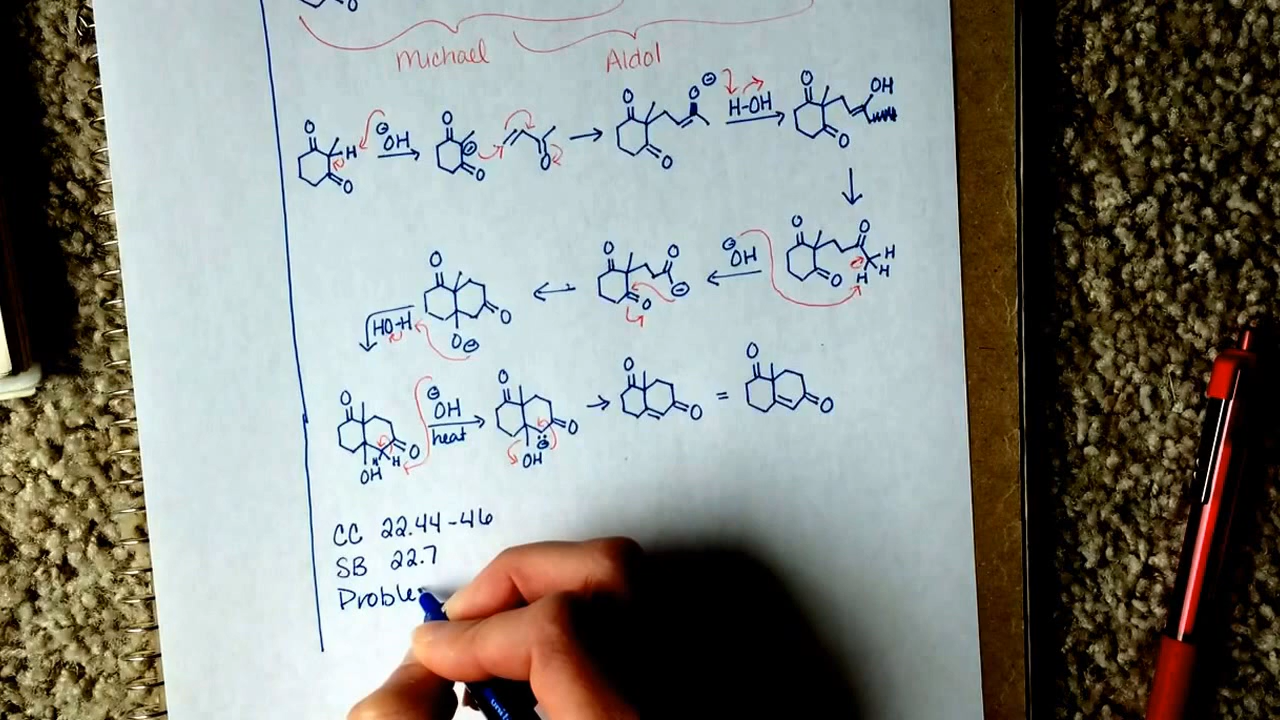 Michael Aldol
O O OH O O O O ⊖ H-OH O OH
H ⊖OH ⊖ O
O O O O
O O ⊖OH O O H
O O O H H
HO-H O⊖ O ⊖
O ⊖OH O O O
heat
O H H O O ⊖ O = O
OH OH
CC 22.44-46
SB 22.7
Proble